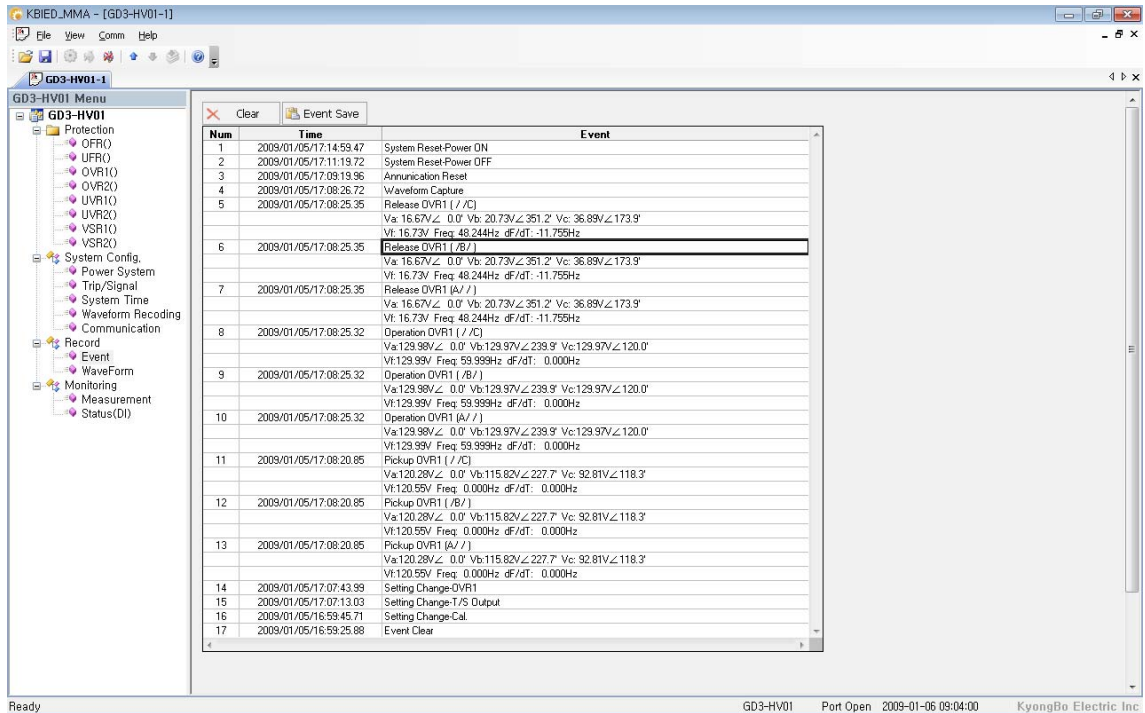 KBIED_MMA - [GD3-HV01-1]
File View Comm Help
GD3-HV01-1
GD3-HV01 Menu
GD3-HV01
Protection
OFR()
UFR()
OVR1()
OVR2()
UVR1()
UVR2()
VSR1()
VSR2()
System Config.
Power System
Trip/Signal
System Time
Waveform Recoding
Communication
Record
Event
WaveForm
Monitoring
Measurement
Status(DI)
Clear Event Save
Num Time Event
1 2009/01/05/17:14:59.47 System Reset-Power ON
2 2009/01/05/17:11:19.72 System Reset-Power OFF
3 2009/01/05/17:09:19.96 Annunication Reset
4 2009/01/05/17:08:26.72 Waveform Capture
5 2009/01/05/17:08:25.35 Release OVR1 ( / /C)
Va: 16.67V∠ 0.0' Vb: 20.73V∠351.2' Vc: 36.89V∠173.9'
Vf: 16.73V Freq: 48.244Hz dF/dT: -11.755Hz
6 2009/01/05/17:08:25.35 Release OVR1 ( /B/ )
Va: 16.67V∠ 0.0' Vb: 20.73V∠351.2' Vc: 36.89V∠173.9'
Vf: 16.73V Freq: 48.244Hz dF/dT: -11.755Hz
7 2009/01/05/17:08:25.35 Release OVR1 (A/ / )
Va: 16.67V∠ 0.0' Vb: 20.73V∠351.2' Vc: 36.89V∠173.9'
Vf: 16.73V Freq: 48.244Hz dF/dT: -11.755Hz
8 2009/01/05/17:08:25.32 Operation OVR1 ( / /C)
Va:129.98V∠ 0.0' Vb:129.97V∠239.9' Vc:129.97V∠120.0'
Vf:129.99V Freq: 59.999Hz dF/dT: 0.000Hz
9 2009/01/05/17:08:25.32 Operation OVR1 ( /B/ )
Va:129.98V∠ 0.0' Vb:129.97V∠239.9' Vc:129.97V∠120.0'
Vf:129.99V Freq: 59.999Hz dF/dT: 0.000Hz
10 2009/01/05/17:08:25.32 Operation OVR1 (A/ / )
Va:129.98V∠ 0.0' Vb:129.97V∠239.9' Vc:129.97V∠120.0'
Vf:129.99V Freq: 59.999Hz dF/dT: 0.000Hz
11 2009/01/05/17:08:20.85 Pickup OVR1 ( / /C)
Va:120.28V∠ 0.0' Vb:115.82V∠227.7' Vc: 92.81V∠118.3'
Vf:120.55V Freq: 0.000Hz dF/dT: 0.000Hz
12 2009/01/05/17:08:20.85 Pickup OVR1 ( /B/ )
Va:120.28V∠ 0.0' Vb:115.82V∠227.7' Vc: 92.81V∠118.3'
Vf:120.55V Freq: 0.000Hz dF/dT: 0.000Hz
13 2009/01/05/17:08:20.85 Pickup OVR1 (A/ / )
Va:120.28V∠ 0.0' Vb:115.82V∠227.7' Vc: 92.81V∠118.3'
Vf:120.55V Freq: 0.000Hz dF/dT: 0.000Hz
14 2009/01/05/17:07:43.99 Setting Change-OVR1
15 2009/01/05/17:07:13.03 Setting Change-T/S Output
16 2009/01/05/16:59:45.71 Setting Change-Cal.
17 2009/01/05/16:59:25.88 Event Clear
Ready GD3-HV01 Port Open 2009-01-06 09:04:00 KyongBo Electric Inc